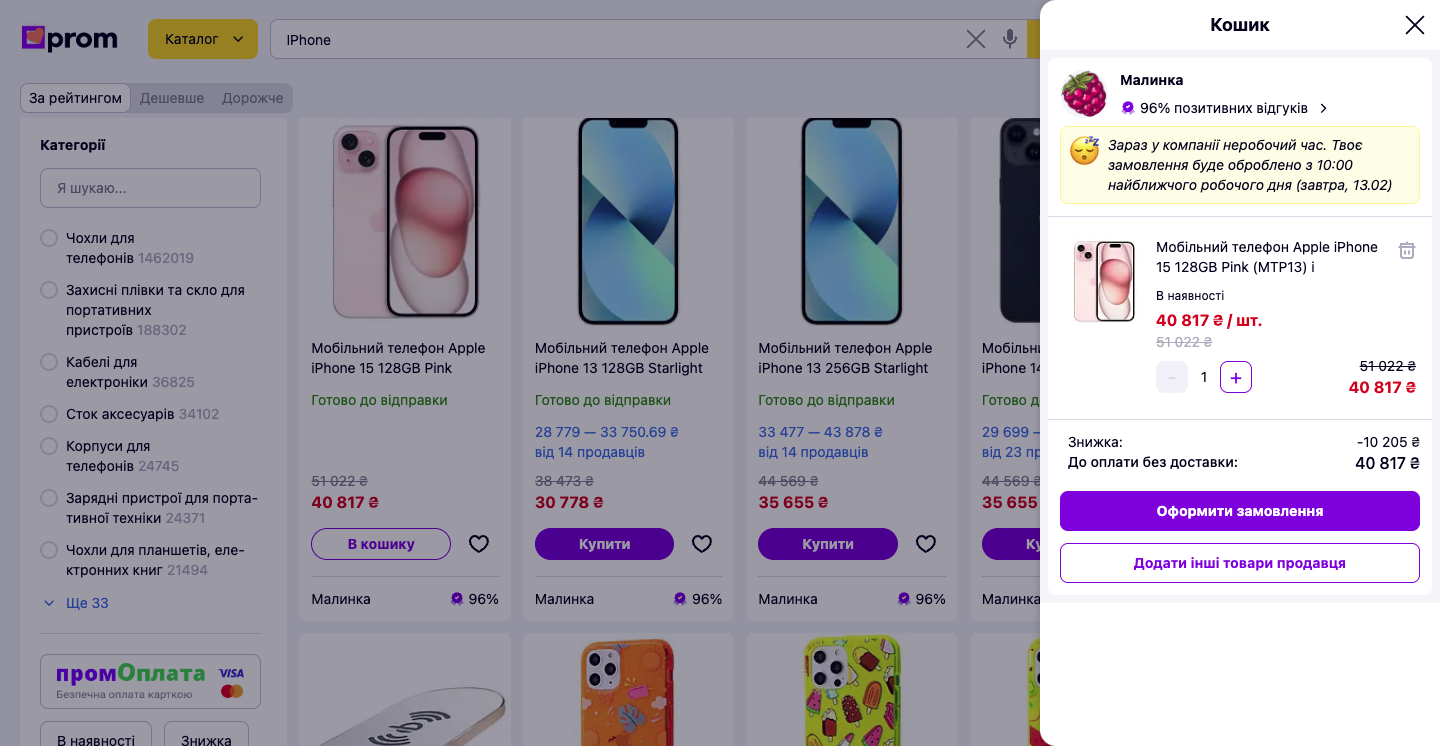 prom
Каталог
IPhone
За рейтингом
Дешевше
Дорожче
Категорії
Я шукаю...
Чохли для
телефонів 1462019
Захисні плівки та скло для
портативних
пристроїв 188302
Кабелі для
електроніки 36825
Сток аксесуарів 34102
Корпуси для
телефонів 24745
Зарядні пристрої для порта-
тивної техніки 24371
Чохли для планшетів, еле-
ктронних книг 21494
Ще 33
промОплата
Безпечна оплата карткою
VISA
В наявності
Знижка
Мобільний телефон Apple
iPhone 15 128GB Pink
Готово до відправки
51 022 ₴
40 817 ₴
В кошику
Малинка
96%
Мобільний телефон Apple
iPhone 13 128GB Starlight
Готово до відправки
28 779 — 33 750.69 ₴
від 14 продавців
38 473 ₴
30 778 ₴
Купити
Малинка
96%
Мобільний телефон Apple
iPhone 13 256GB Starlight
Готово до відправки
33 477 — 43 878 ₴
від 14 продавців
44 569 ₴
35 655 ₴
Купити
Малинка
96%
Мобільний
iPhone 14
Готово д
29 699 —
від 23 пр
44 569 ₴
35 655
Ку
Малинка
Кошик
Малинка
96% позитивних відгуків
Зараз у компанії неробочий час. Твоє
замовлення буде оброблено з 10:00
найближчого робочого дня (завтра, 13.02)
Мобільний телефон Apple iPhone
15 128GB Pink (MTP13) і
В наявності
40 817 ₴ / шт.
51 022 ₴
1
51 022 ₴
40 817 ₴
Знижка:
-10 205 ₴
До оплати без доставки:
40 817 ₴
Оформити замовлення
Додати інші товари продавця